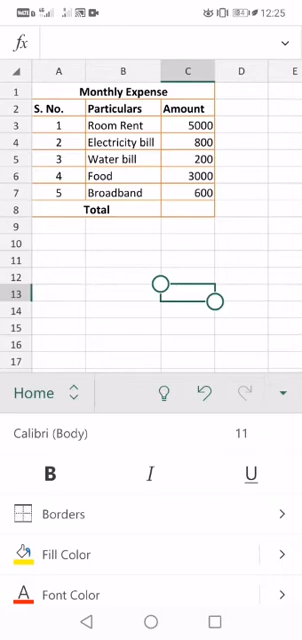 12:25
fx
A B C D E
1 Monthly Expense
2 S. No. Particulars Amount
3 1 Room Rent 5000
4 2 Electricity bill 800
5 3 Water bill 200
6 4 Food 3000
7 5 Broadband 600
8 Total
9
10
11
12
13
14
15
16
17
Home
Calibri (Body) 11
B I U
Borders
Fill Color
A Font Color